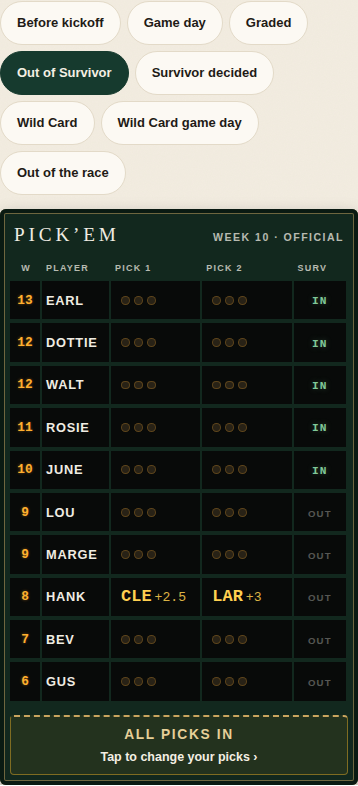 Before kickoff Game day Graded
Out of Survivor Survivor decided
Wild Card Wild Card game day
Out of the race
PICK’EM WEEK 10 · OFFICIAL
W PLAYER PICK 1 PICK 2 SURV
13 EARL IN
12 DOTTIE IN
12 WALT IN
11 ROSIE IN
10 JUNE IN
9 LOU OUT
9 MARGE OUT
8 HANK CLE +2.5 LAR +3 OUT
7 BEV OUT
6 GUS OUT
ALL PICKS IN
Tap to change your picks ›